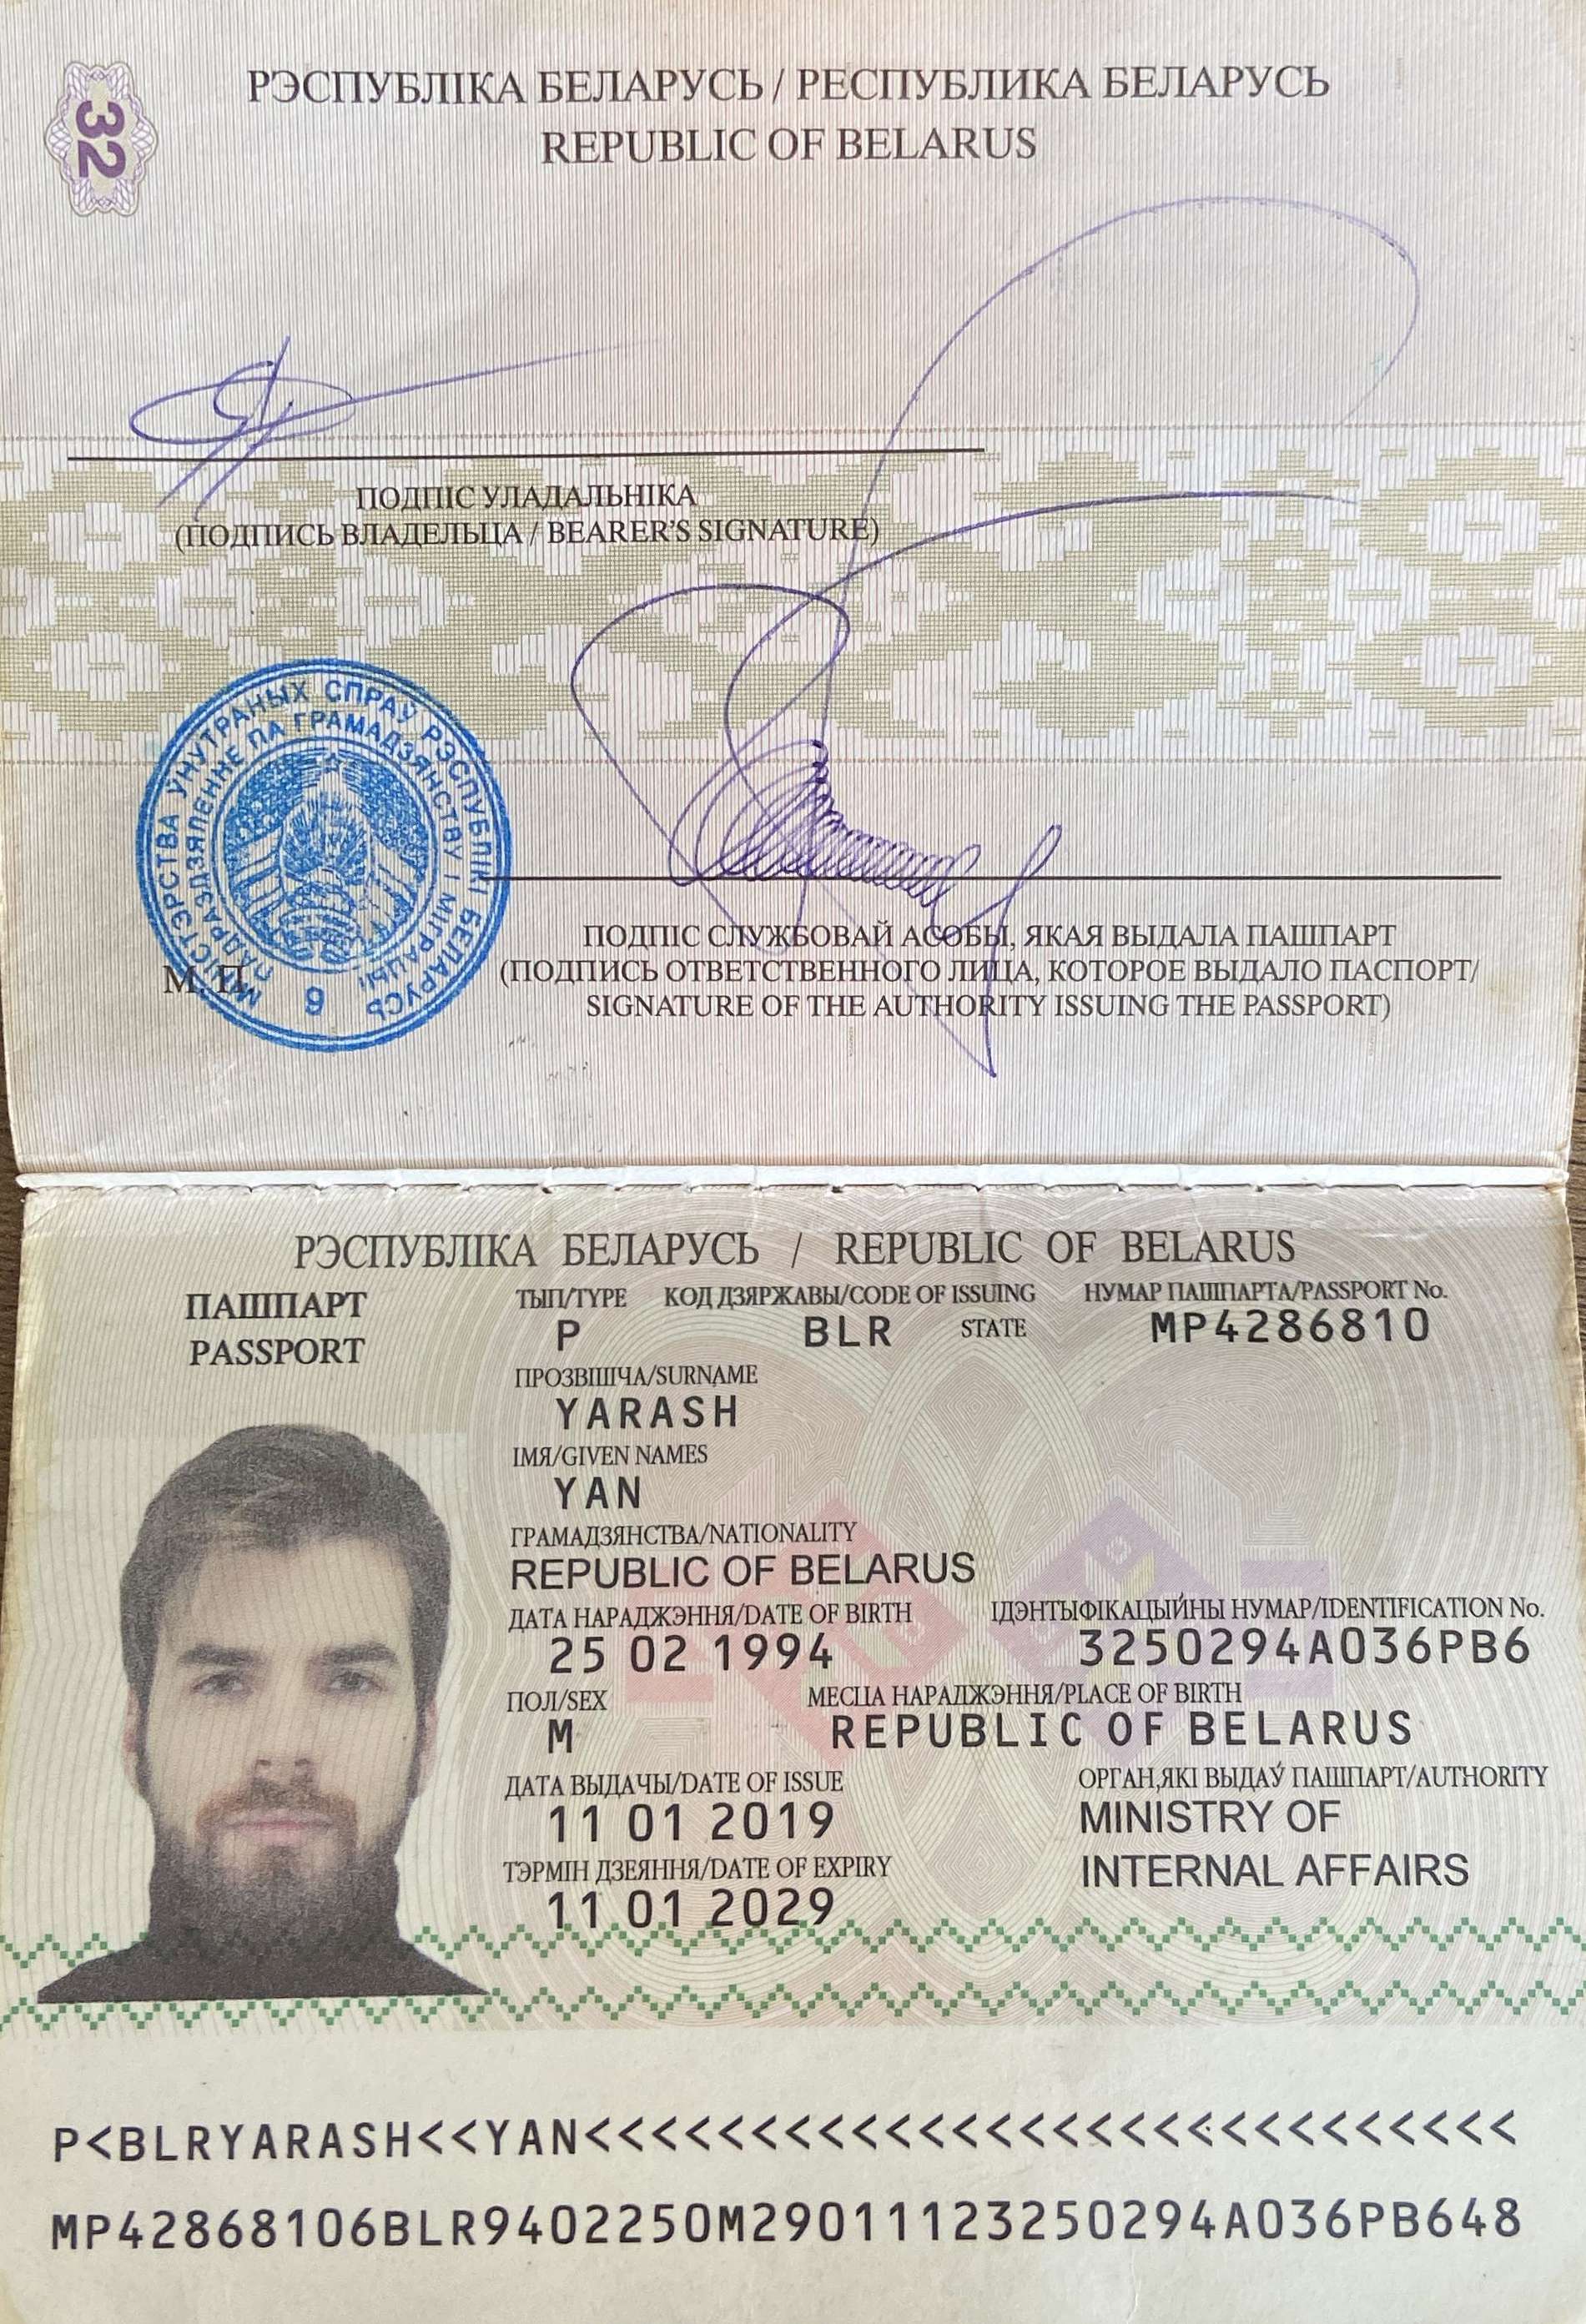 32
РЭСПУБЛІКА БЕЛАРУСЬ / РЕСПУБЛИКА БЕЛАРУСЬ
REPUBLIC OF BELARUS
ПОДПІС УЛАДАЛЬНІКА
(ПОДПИСЬ ВЛАДЕЛЬЦА / BEARER'S SIGNATURE)
МІНІСТЭРСТВА ЎНУТРАНЫХ СПРАЎ РЭСПУБЛІКІ БЕЛАРУСЬ
ПАДРАЗДЗЯЛЕННЕ ПА ГРАМАДЗЯНСТВУ І МІГРАЦЫІ
9
М. П.
ПОДПІС СЛУЖБОВАЙ АСОБЫ, ЯКАЯ ВЫДАЛА ПАШПАРТ
(ПОДПИСЬ ОТВЕТСТВЕННОГО ЛИЦА, КОТОРОЕ ВЫДАЛО ПАСПОРТ/
SIGNATURE OF THE AUTHORITY ISSUING THE PASSPORT)
РЭСПУБЛІКА БЕЛАРУСЬ / REPUBLIC OF BELARUS
ПАШПАРТ
PASSPORT
ТЫП/TYPE КОД ДЗЯРЖАВЫ/CODE OF ISSUING STATE НУМАР ПАШПАРТА/PASSPORT No.
P BLR MP4286810
ПРОЗВІШЧА/SURNAME
YARASH
ІМЯ/GIVEN NAMES
YAN
ГРАМАДЗЯНСТВА/NATIONALITY
REPUBLIC OF BELARUS
ДАТА НАРАДЖЭННЯ/DATE OF BIRTH ІДЭНТЫФІКАЦЫЙНЫ НУМАР/IDENTIFICATION No.
25 02 1994 3250294A036PB6
ПОЛ/SEX МЕСЦА НАРАДЖЭННЯ/PLACE OF BIRTH
M REPUBLIC OF BELARUS
ДАТА ВЫДАЧЫ/DATE OF ISSUE ОРГАН,ЯКІ ВЫДАЎ ПАШПАРТ/AUTHORITY
11 01 2019 MINISTRY OF
ТЭРМІН ДЗЕЯННЯ/DATE OF EXPIRY INTERNAL AFFAIRS
11 01 2029
P<BLRYARASH<<YAN<<<<<<<<<<<<<<<<<<<<<<<<<<<<
MP42868106BLR9402250M29011123250294A036PB648